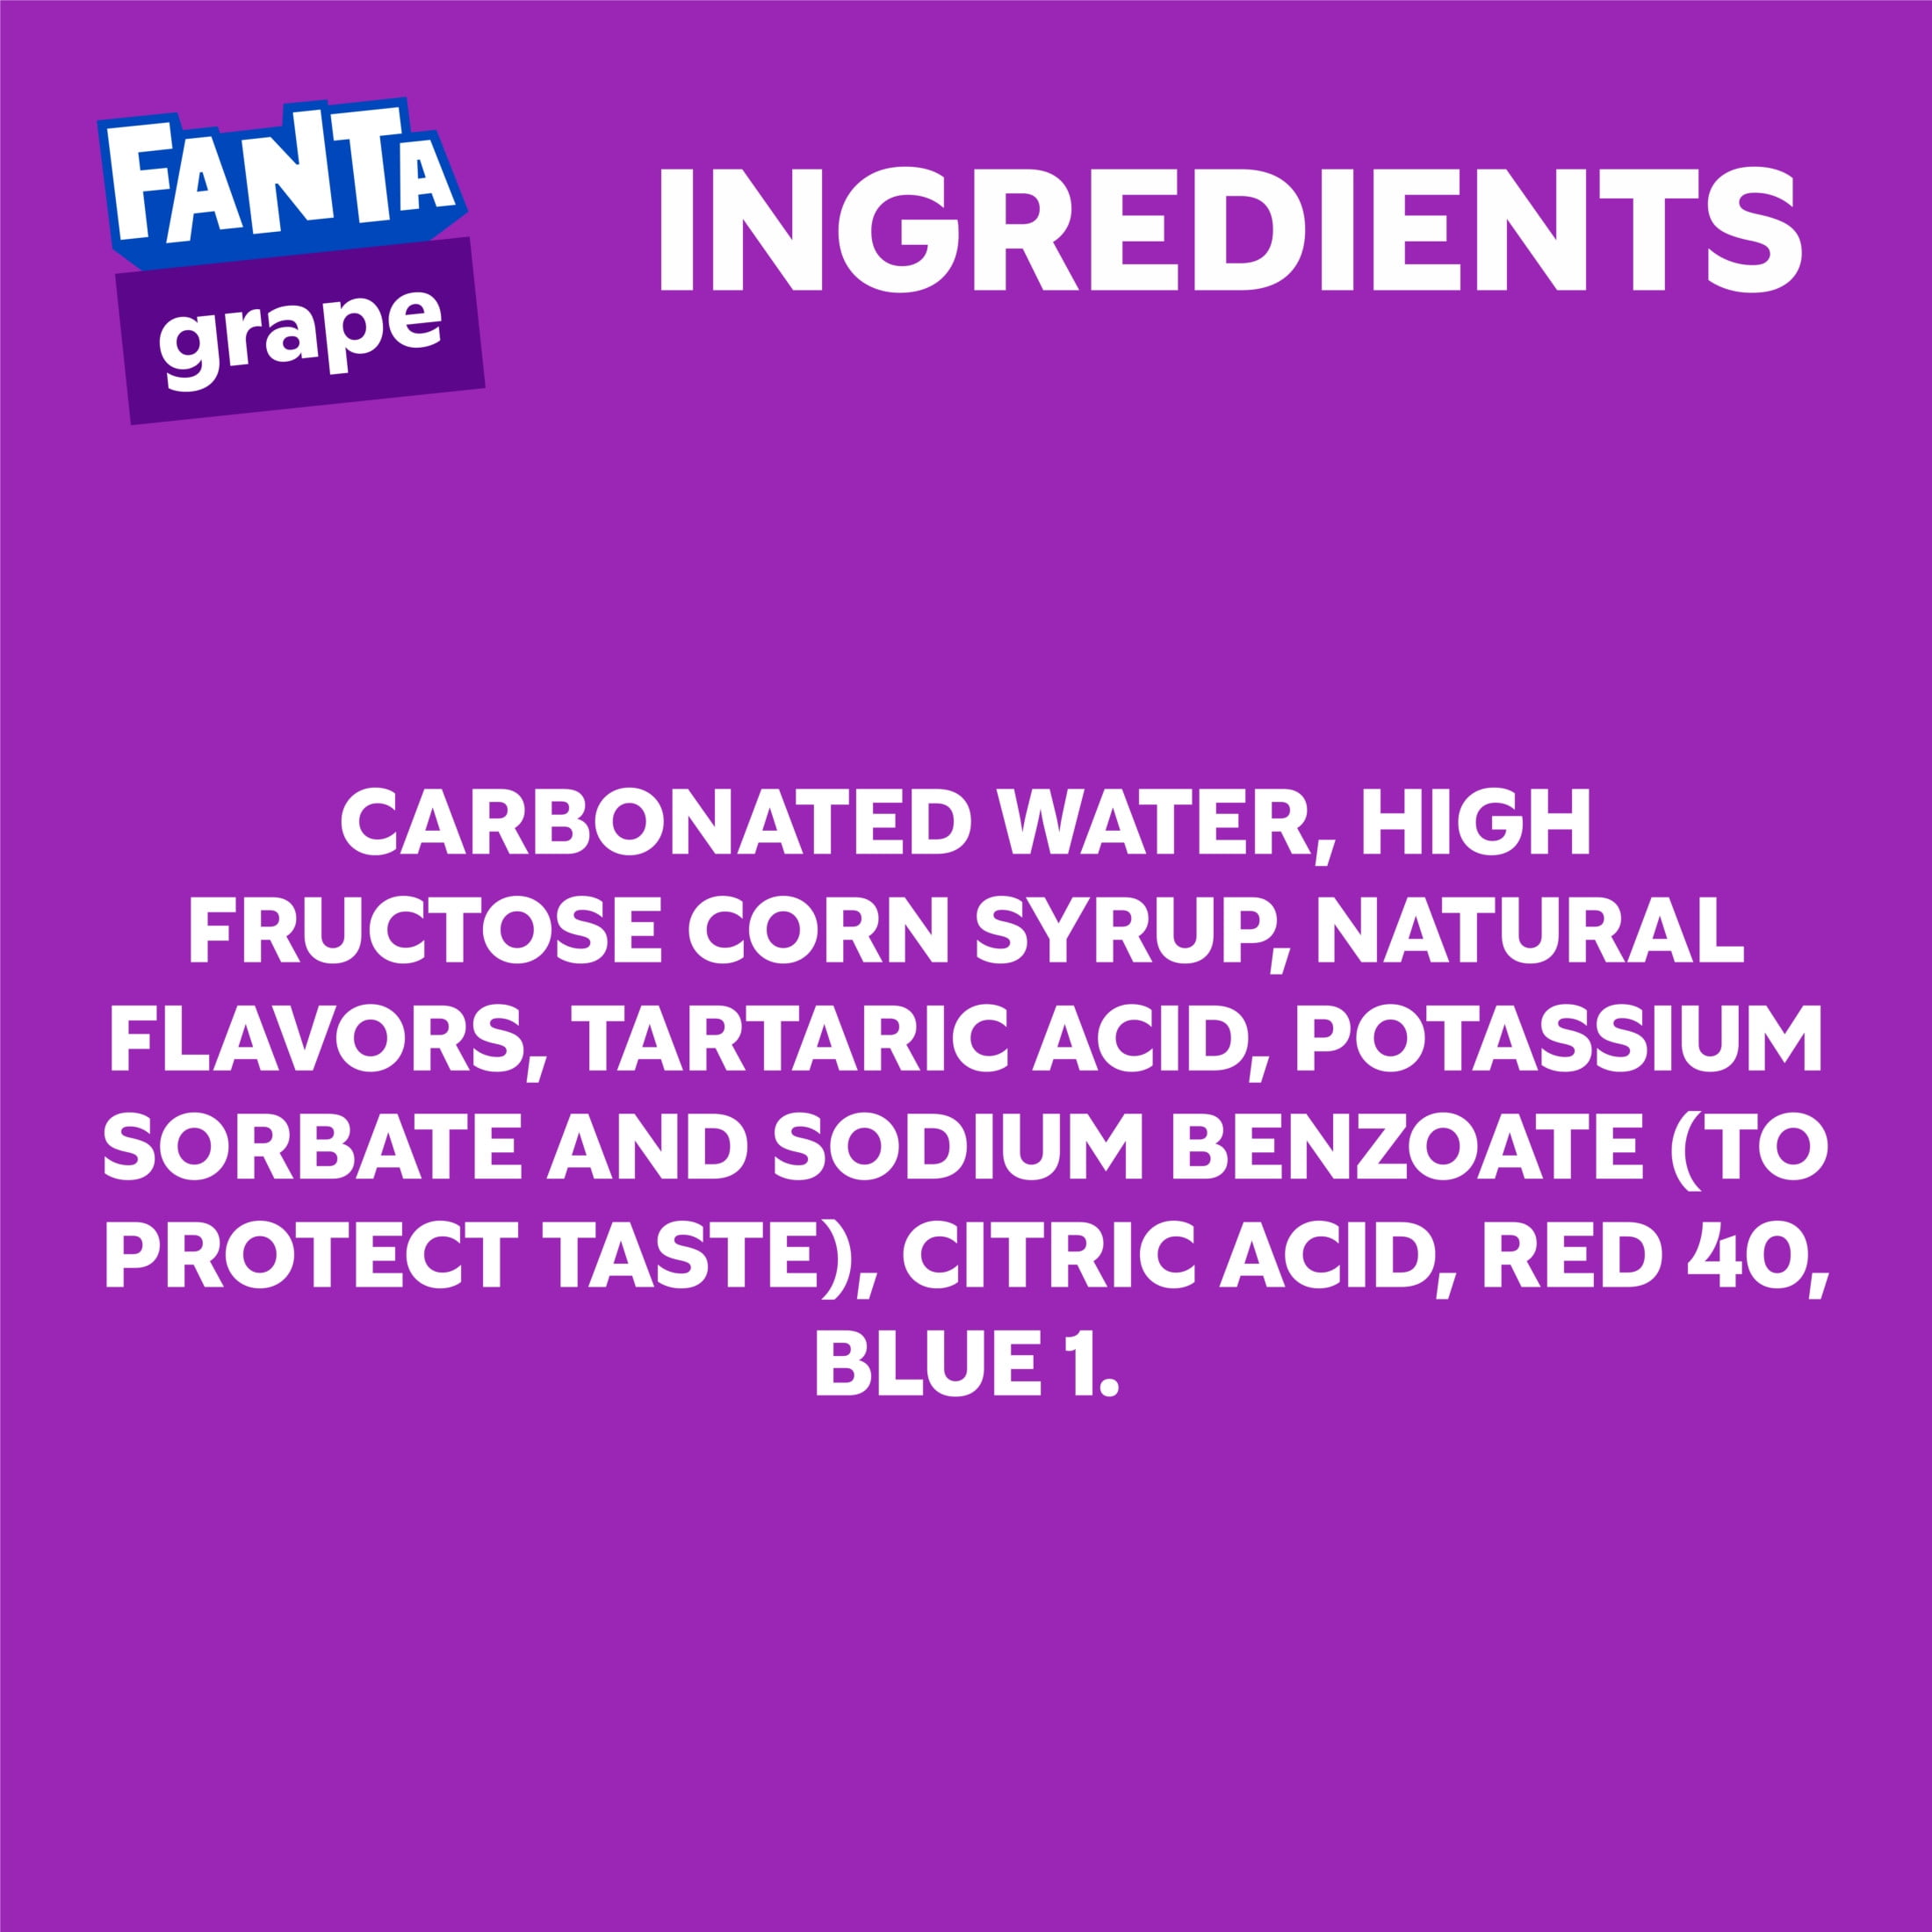 FANTA
grape
INGREDIENTS
CARBONATED WATER, HIGH
FRUCTOSE CORN SYRUP, NATURAL
FLAVORS, TARTARIC ACID, POTASSIUM
SORBATE AND SODIUM BENZOATE (TO
PROTECT TASTE), CITRIC ACID, RED 40,
BLUE 1.